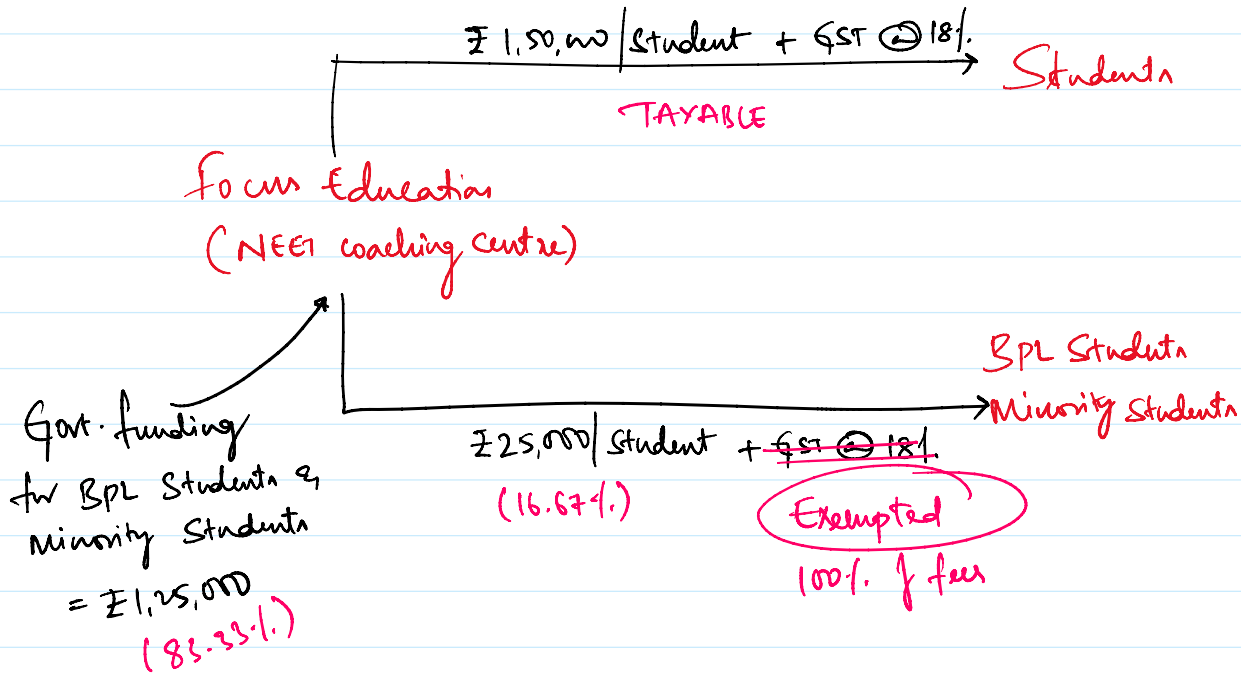 ₹ 1,50,000/Student + GST @ 18%.
Students
TAXABLE
Focus Education
(NEET coaching centre)
BPL Students
Minority Students
₹25,000/Student + GST @ 18%.
(16.67%)
Exempted
100% of fees
Govt. funding
for BPL Students &
Minority Students
= ₹1,25,000
(83.33%)